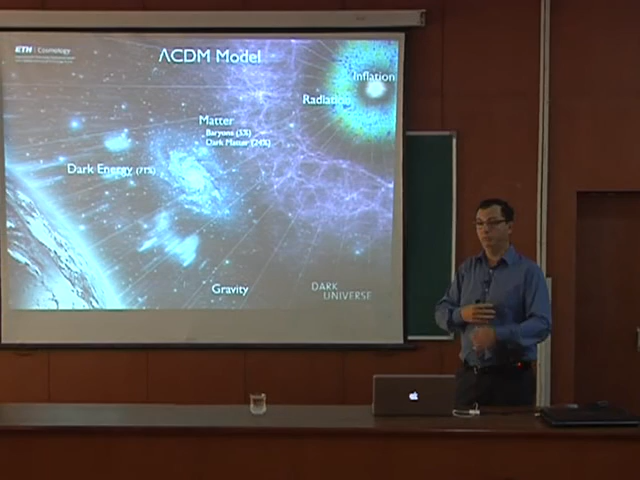 ETH Cosmology
ΛCDM Model
Inflation
Radiation
Matter
Baryons (5%)
Dark Matter (24%)
Dark Energy (71%)
Gravity
DARK
UNIVERSE